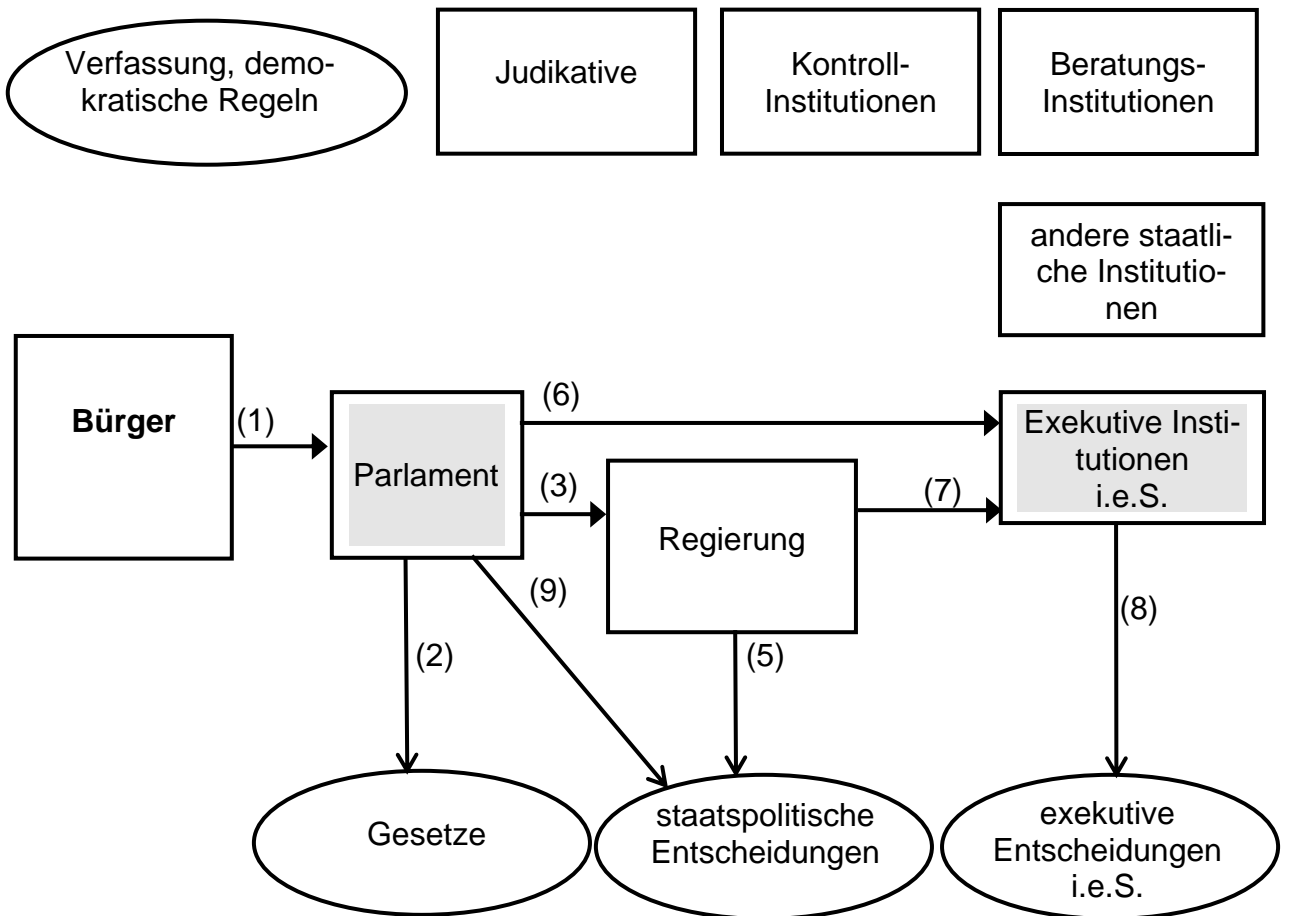 Verfassung, demo-
kratische Regeln
Judikative
Kontroll-
Institutionen
Beratungs-
Institutionen
andere staatli-
che Institutio-
nen
Bürger
(1)
Parlament
(6)
(3)
Regierung
(7)
Exekutive Insti-
tutionen
i.e.S.
(9)
(2)
(5)
(8)
Gesetze
staatspolitische
Entscheidungen
exekutive
Entscheidungen
i.e.S.